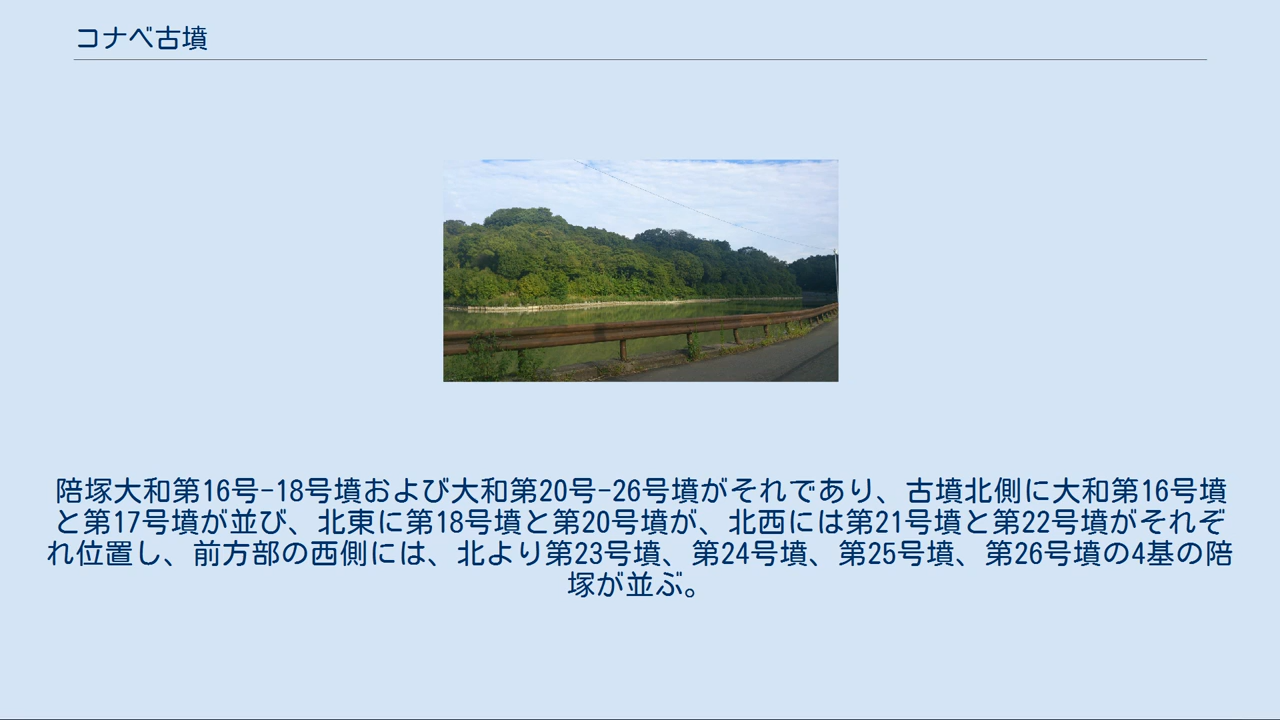 コナベ古墳
陪塚大和第16号-18号墳および大和第20号-26号墳がそれであり、古墳北側に大和第16号墳
と第17号墳が並び、北東に第18号墳と第20号墳が、北西には第21号墳と第22号墳がそれぞ
れ位置し、前方部の西側には、北より第23号墳、第24号墳、第25号墳、第26号墳の4基の陪
塚が並ぶ。